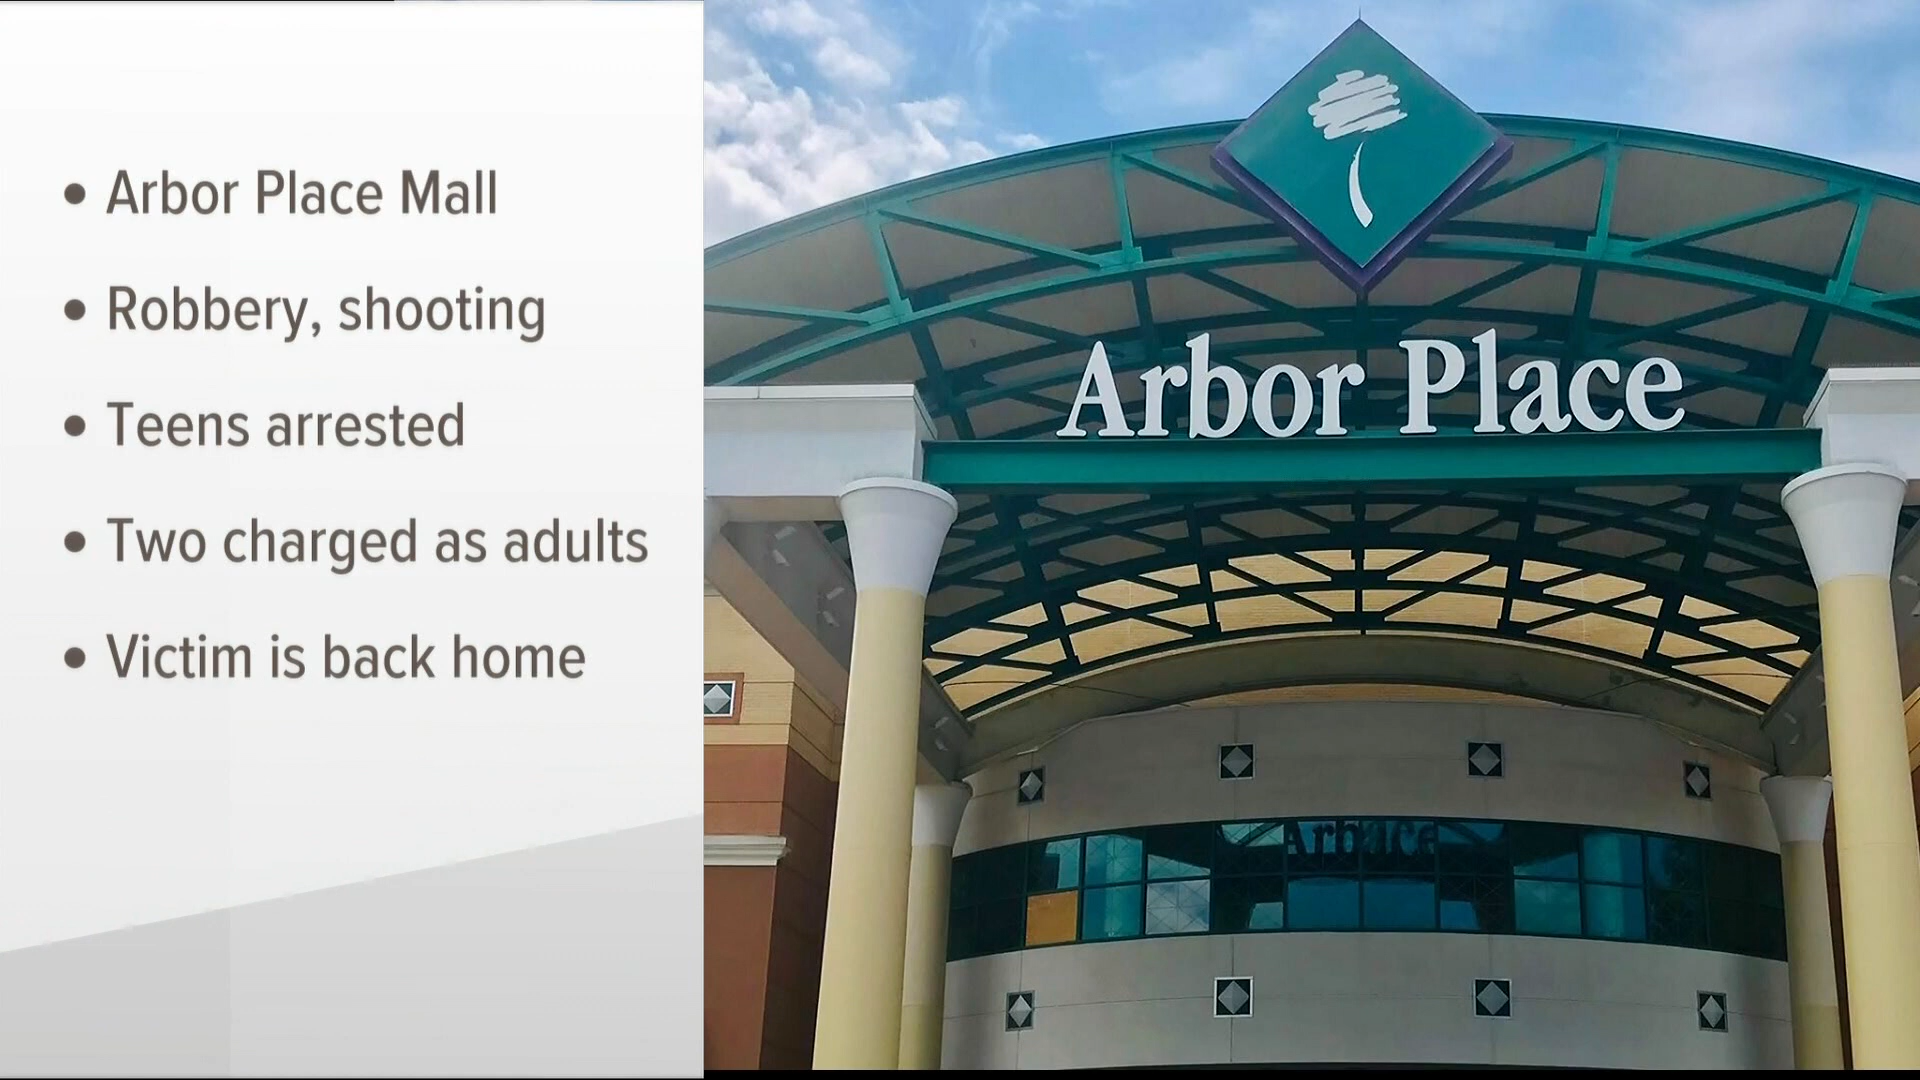 • Arbor Place Mall
• Robbery, shooting
• Teens arrested
• Two charged as adults
• Victim is back home
Arbor Place